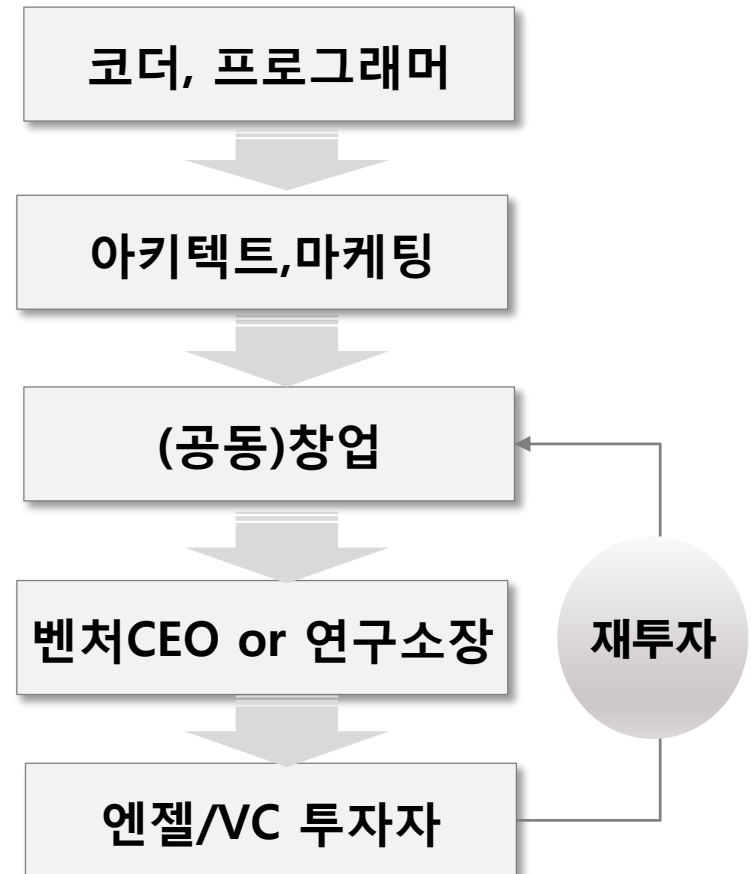 코더, 프로그래머
아키텍트,마케팅
(공동)창업
벤처CEO or 연구소장
재투자
엔젤/VC 투자자